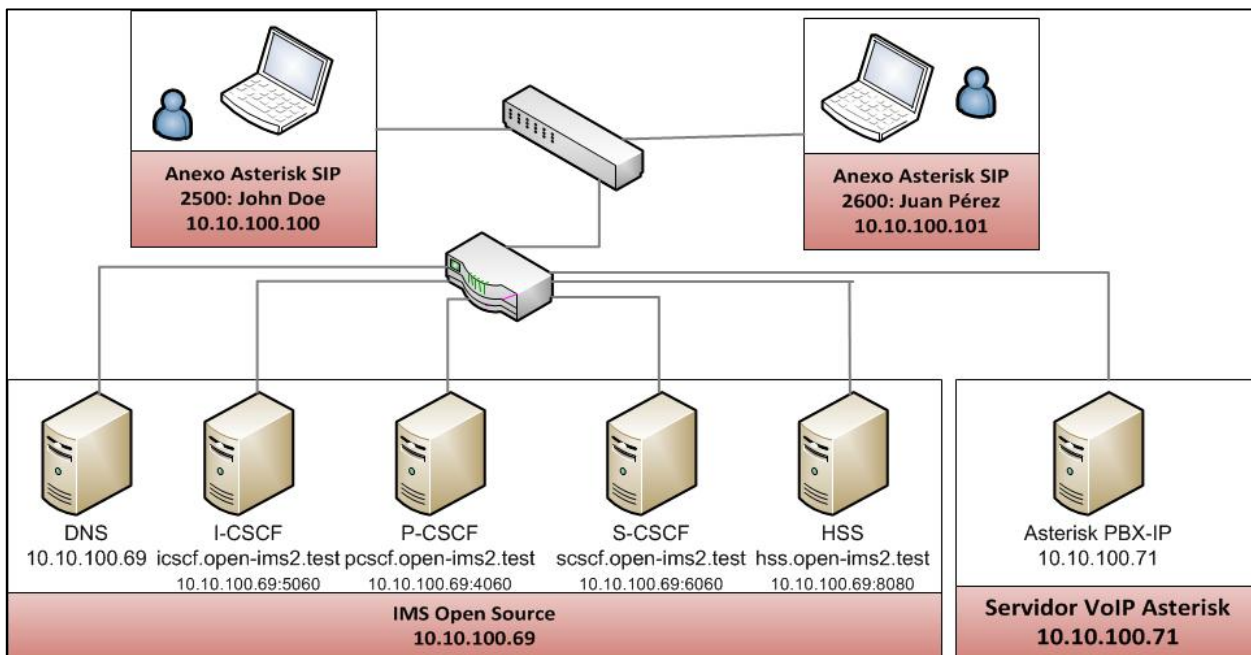 Anexo Asterisk SIP
2500: John Doe
10.10.100.100
Anexo Asterisk SIP
2600: Juan Pérez
10.10.100.101
DNS
10.10.100.69
I-CSCF
icscf.open-ims2.test
10.10.100.69:5060
P-CSCF
pcscf.open-ims2.test
10.10.100.69:4060
S-CSCF
scscf.open-ims2.test
10.10.100.69:6060
HSS
hss.open-ims2.test
10.10.100.69:8080
Asterisk PBX-IP
10.10.100.71
IMS Open Source
10.10.100.69
Servidor VoIP Asterisk
10.10.100.71